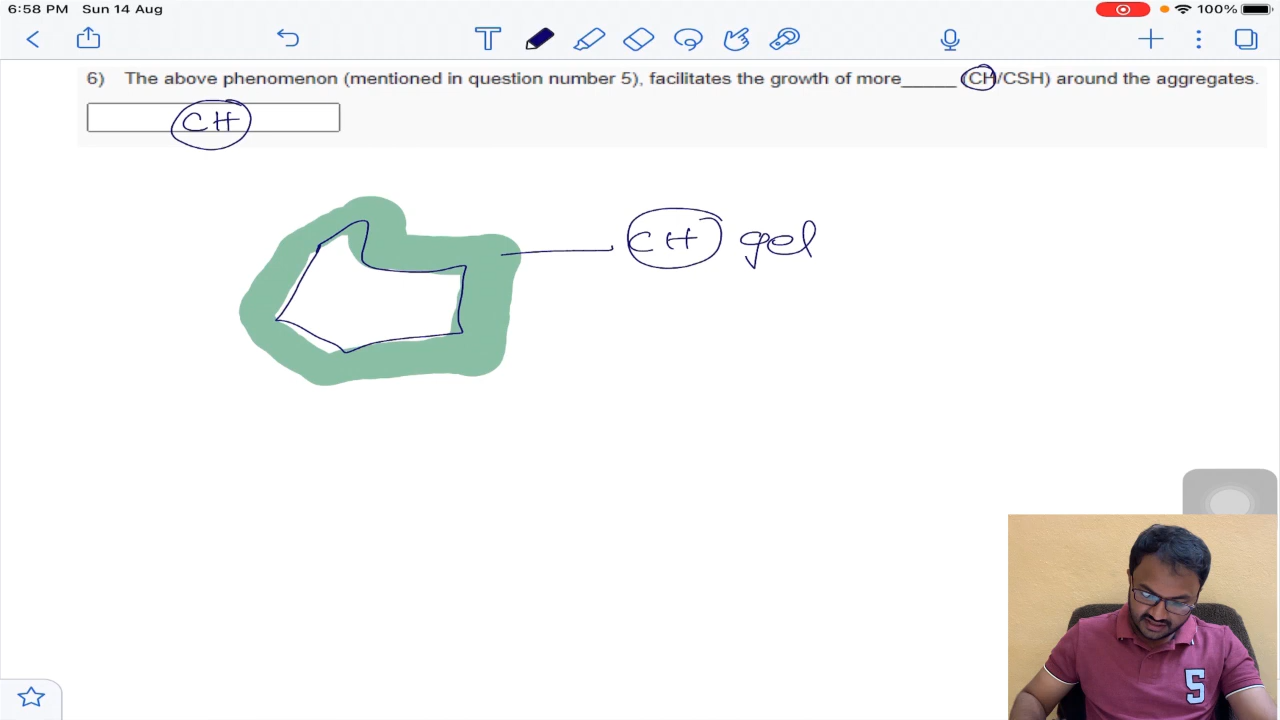 6:58 PM Sun 14 Aug 100%
T
6) The above phenomenon (mentioned in question number 5), facilitates the growth of more_____ (CH/CSH) around the aggregates.
CH
CH gel
5